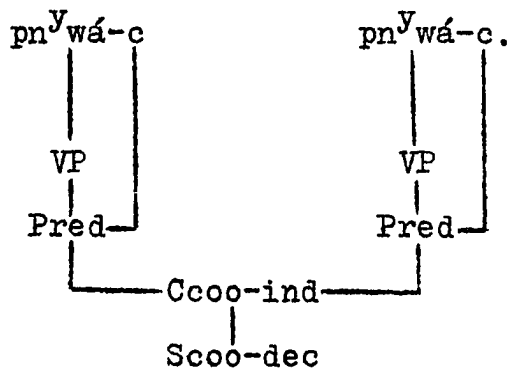 pnʸwá-c pnʸwá-c.
VP VP
Pred Pred
Ccoo-ind
Scoo-dec